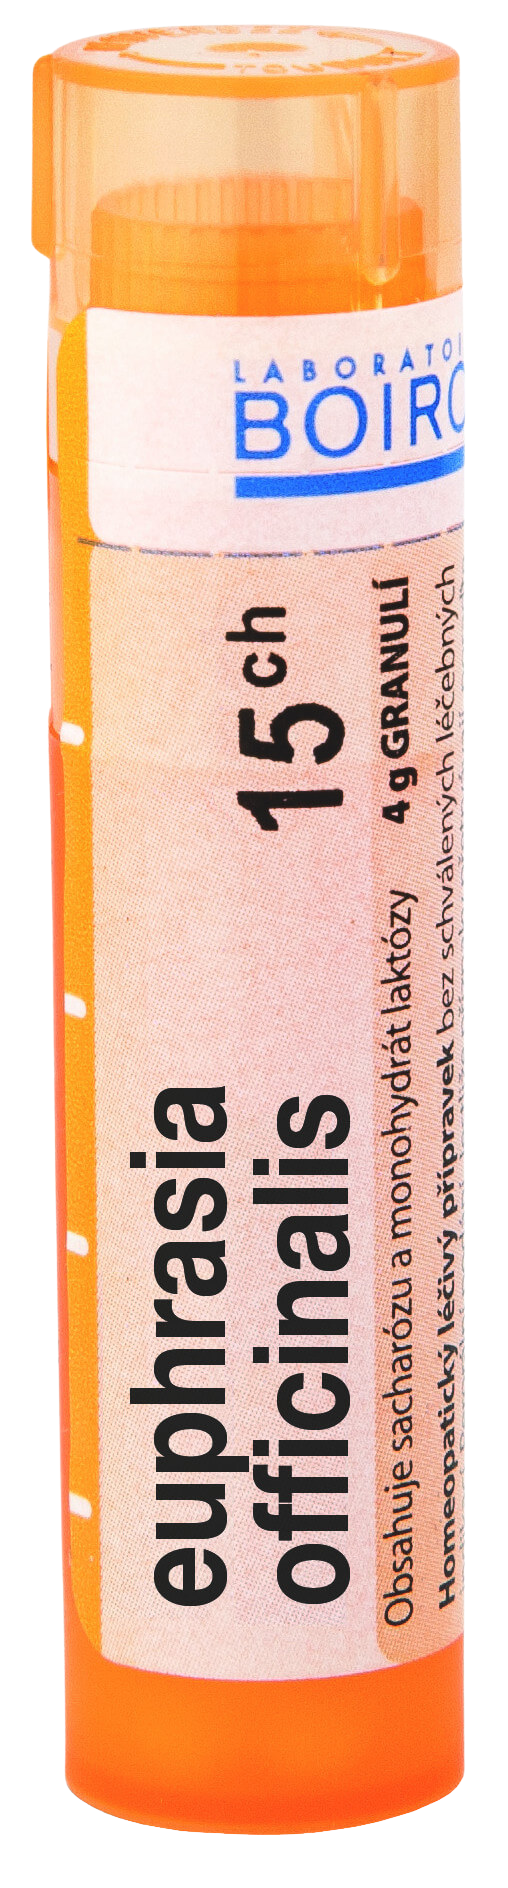 LABORATOI
BOIRO
15 ch
euphrasia
officinalis
4 g GRANULÍ
Obsahuje sacharózu a monohydrát laktózy
Homeopatický léčivý přípravek bez schválených léčebných